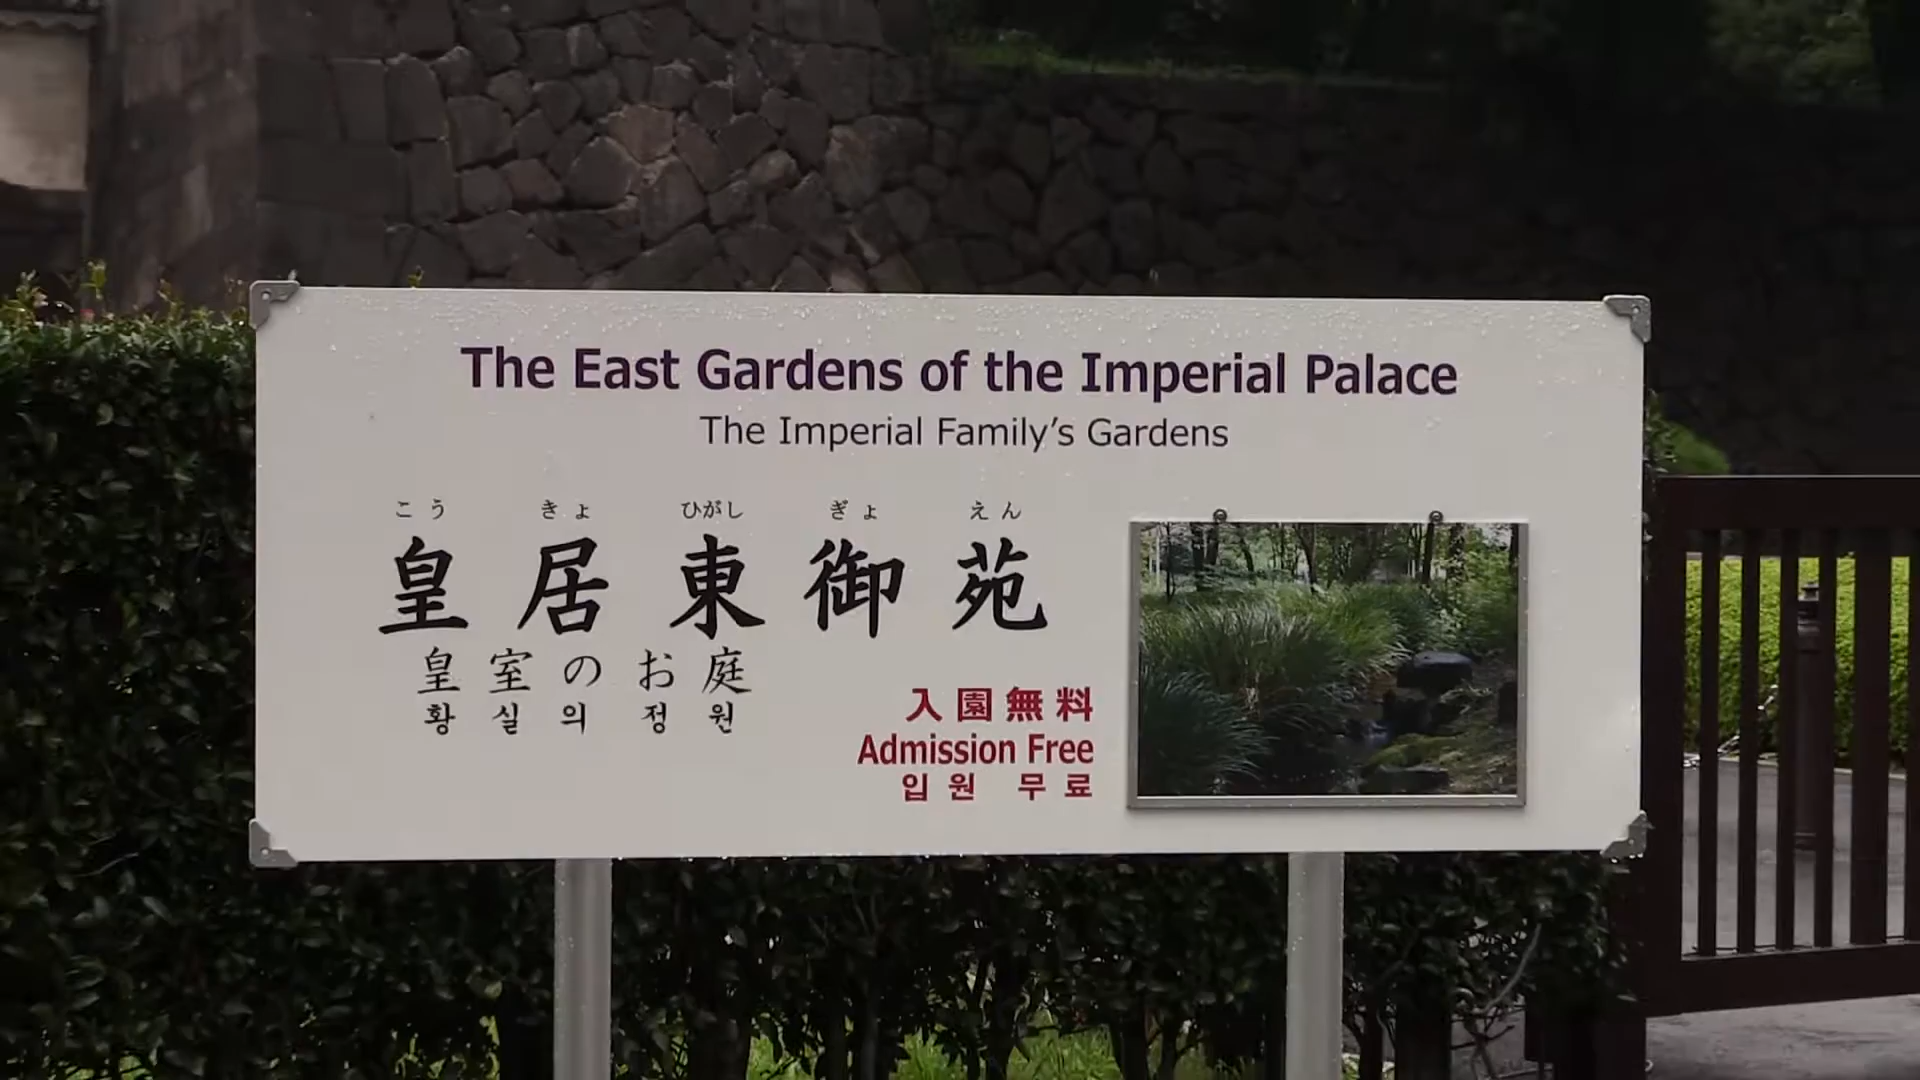 The East Gardens of the Imperial Palace
The Imperial Family's Gardens
こう きょ ひがし ぎょ えん
皇居東御苑
皇室のお庭
황실의 정원
入園無料
Admission Free
입원 무료